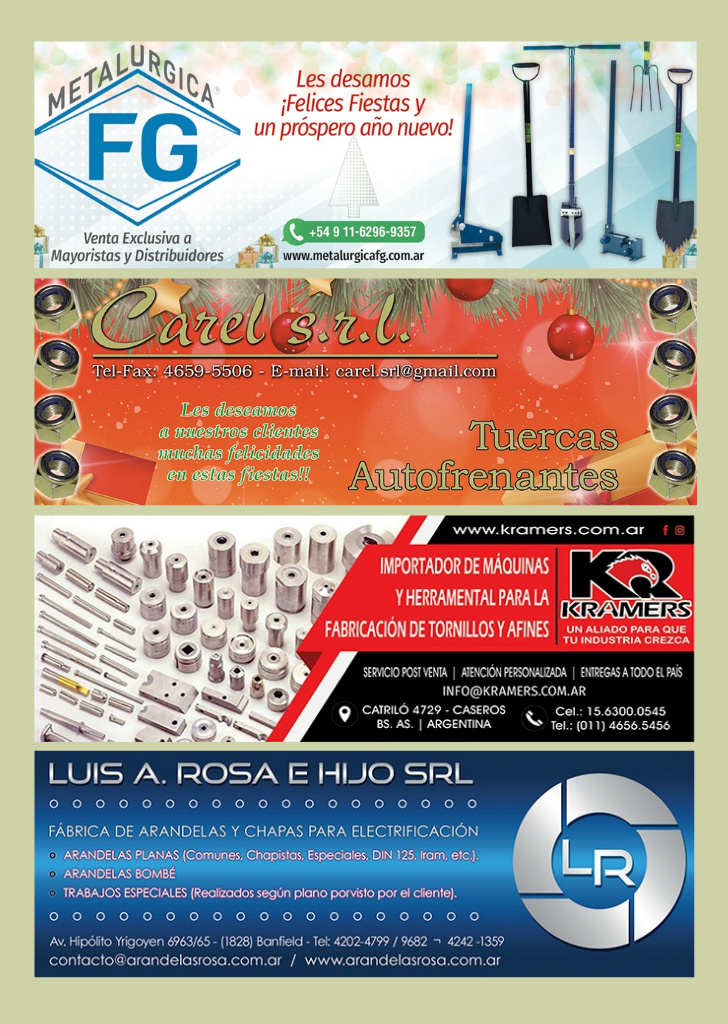 METALURGICA®
FG
Venta Exclusiva a
Mayoristas y Distribuidores
Les desamos
¡Felices Fiestas y
un próspero año nuevo!
+54 9 11-6296-9357
www.metalurgicafg.com.ar
Carel s.r.l.
Tel-Fax: 4659-5506 - E-mail: carel.srl@gmail.com
Les deseamos
a nuestros clientes
muchas felicidades
en estas fiestas!!
Tuercas
Autofrenantes
www.kramers.com.ar
IMPORTADOR DE MÁQUINAS
Y HERRAMENTAL PARA LA
FABRICACIÓN DE TORNILLOS Y AFINES
KR
KRAMERS
UN ALIADO PARA QUE
TU INDUSTRIA CREZCA
SERVICIO POST VENTA | ATENCIÓN PERSONALIZADA | ENTREGAS A TODO EL PAÍS
INFO@KRAMERS.COM.AR
CATRILÓ 4729 - CASEROS
BS. AS. | ARGENTINA
Cel.: 15.6300.0545
Tel.: (011) 4656.5456
LUIS A. ROSA E HIJO SRL
FÁBRICA DE ARANDELAS Y CHAPAS PARA ELECTRIFICACIÓN
ARANDELAS PLANAS (Comunes, Chapistas, Especiales, DIN 125, Iram, etc.).
ARANDELAS BOMBÉ
TRABAJOS ESPECIALES (Realizados según plano porvisto por el cliente).
LR
Av. Hipólito Yrigoyen 6963/65 - (1828) Banfield - Tel: 4202-4799 / 9682 ¬ 4242 -1359
contacto@arandelasrosa.com.ar / www.arandelasrosa.com.ar